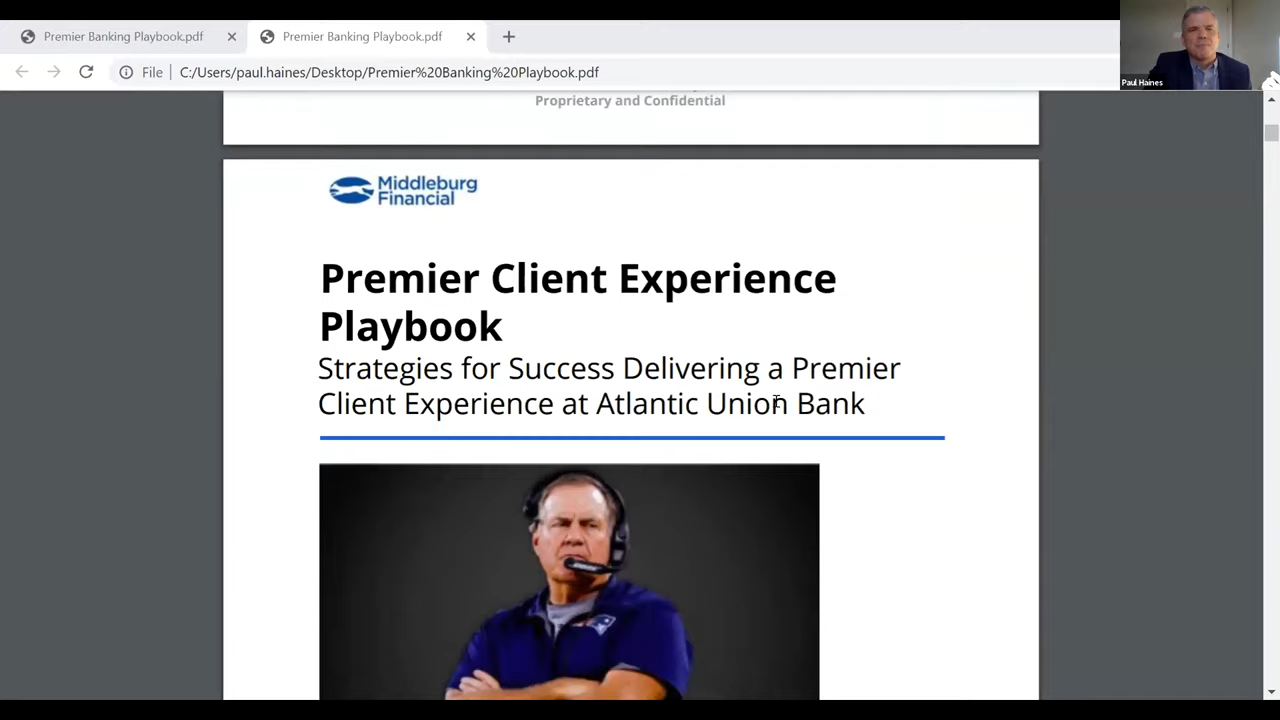 Premier Banking Playbook.pdf
Premier Banking Playbook.pdf
File
C:/Users/paul.haines/Desktop/Premier%20Banking%20Playbook.pdf
Paul Haines
Proprietary and Confidential
Middleburg
Financial
Premier Client Experience
Playbook
Strategies for Success Delivering a Premier
Client Experience at Atlantic Union Bank